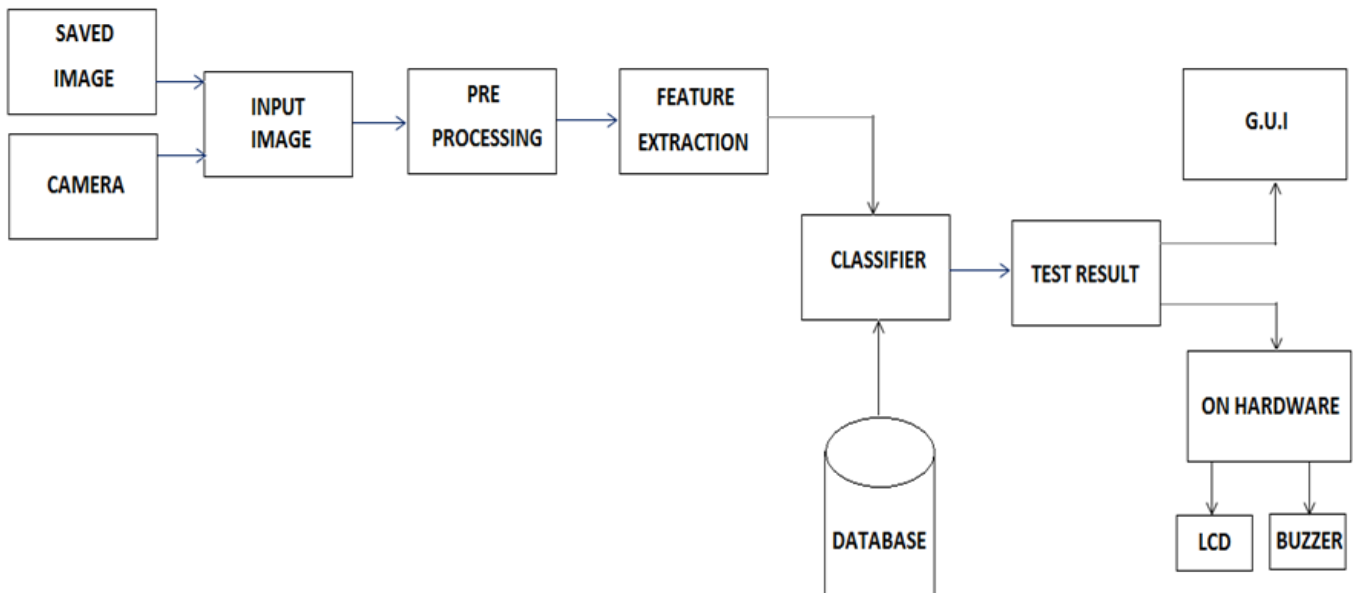 SAVED
IMAGE
CAMERA
INPUT
IMAGE
PRE
PROCESSING
FEATURE
EXTRACTION
CLASSIFIER
DATABASE
TEST RESULT
G.U.I
ON HARDWARE
LCD
BUZZER